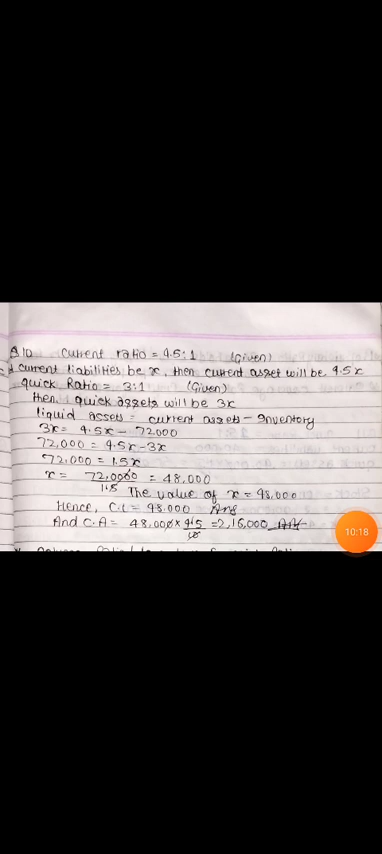 Q10 Current ratio = 4.5:1 (Given)
current liabilities be x, then current asset will be 4.5x
quick Ratio = 3:1 (Given)
then, quick assets will be 3x
liquid assets = current assets - Inventory
3x = 4.5x - 72000
72,000 = 4.5x-3x
72,000 = 1.5x
x = 72,0000 = 48,000
1.5 The value of x = 48,000
Hence, C.L = 48.000 Ans
And C.A = 48.000 x 4.5 = 2,16,000 Ans
10
10:18